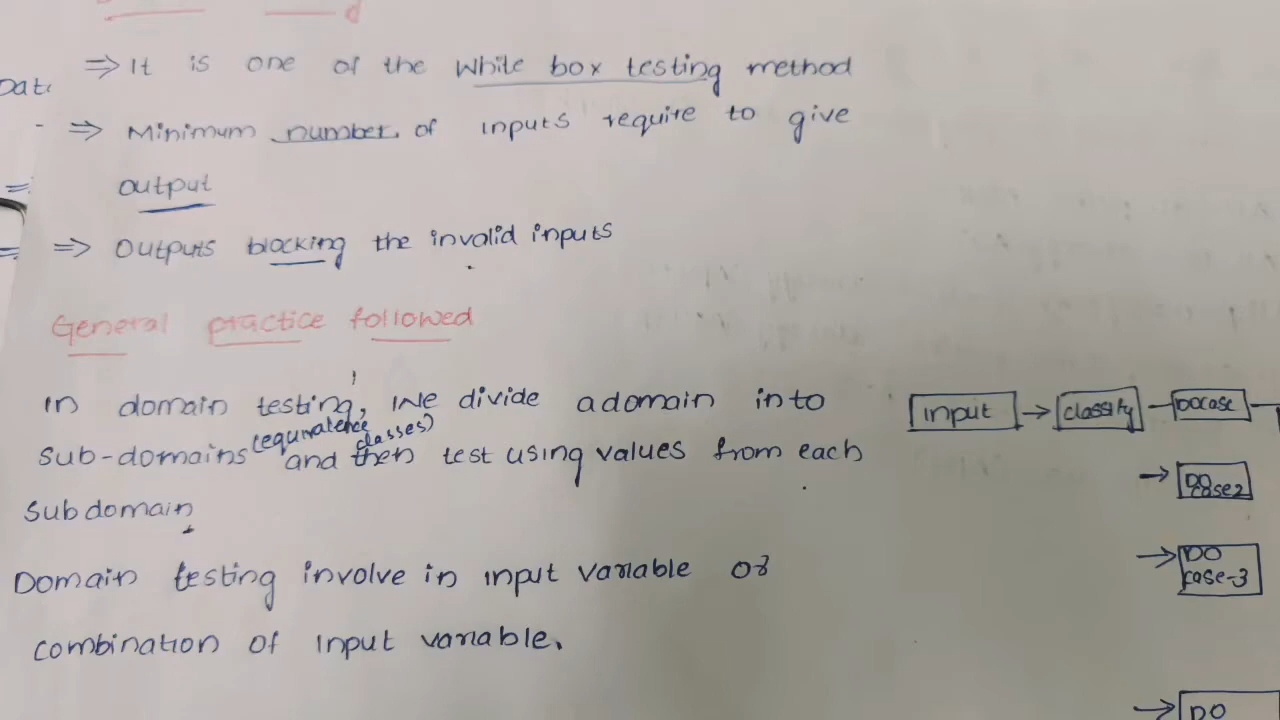 Date
⇒ It is one of the while box testing method
- ⇒ Minimum number of inputs require to give
output
⇒ Outputs blocking the invalid inputs
General practice followed
In domain testing, we divide a domain into
sub-domains (equivalence classes) and then test using values from each
subdomain
Domain testing involve in input variable or
combination of input variable.
input → classify DO case
→ DO case2
→ DO case-3
→ DO